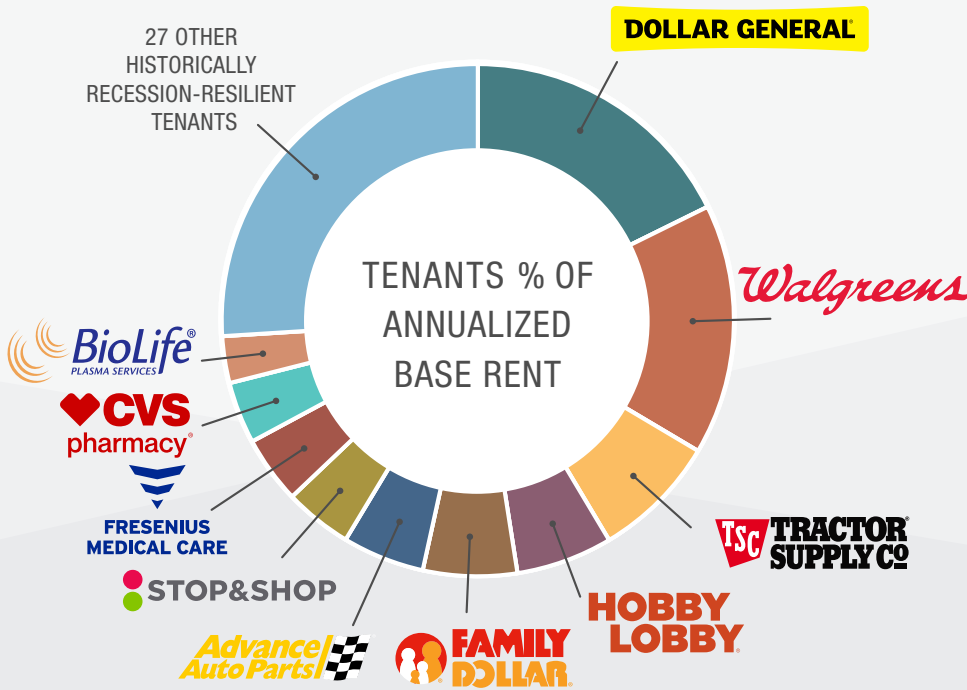 27 OTHER
HISTORICALLY
RECESSION-RESILIENT
TENANTS
DOLLAR GENERAL®
TENANTS % OF
ANNUALIZED
BASE RENT
Walgreens
BioLife®
PLASMA SERVICES
CVS
pharmacy®
FRESENIUS
MEDICAL CARE
STOP&SHOP
Advance
Auto Parts
FAMILY
DOLLAR
HOBBY
LOBBY
TSC
TRACTOR
SUPPLY CO